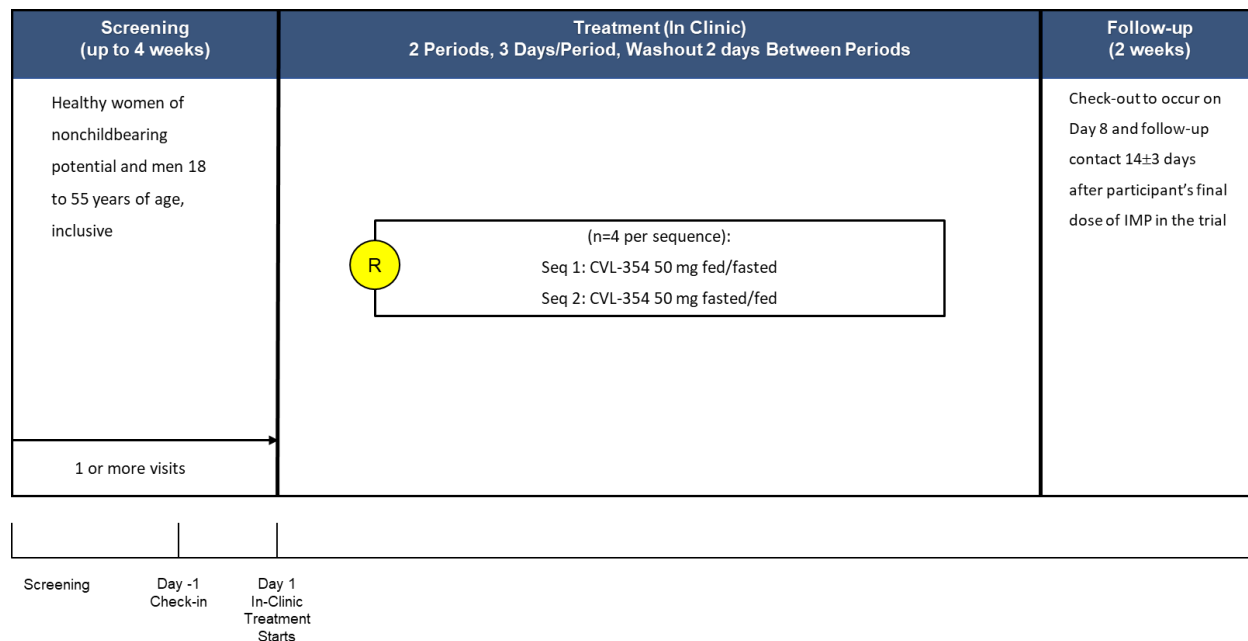 Screening
(up to 4 weeks)
Treatment (In Clinic)
2 Periods, 3 Days/Period, Washout 2 days Between Periods
Follow-up
(2 weeks)
Healthy women of
nonchildbearing
potential and men 18
to 55 years of age,
inclusive
R
(n=4 per sequence):
Seq 1: CVL-354 50 mg fed/fasted
Seq 2: CVL-354 50 mg fasted/fed
Check-out to occur on
Day 8 and follow-up
contact 14±3 days
after participant’s final
dose of IMP in the trial
1 or more visits
Screening
Day -1
Check-in
Day 1
In-Clinic
Treatment
Starts